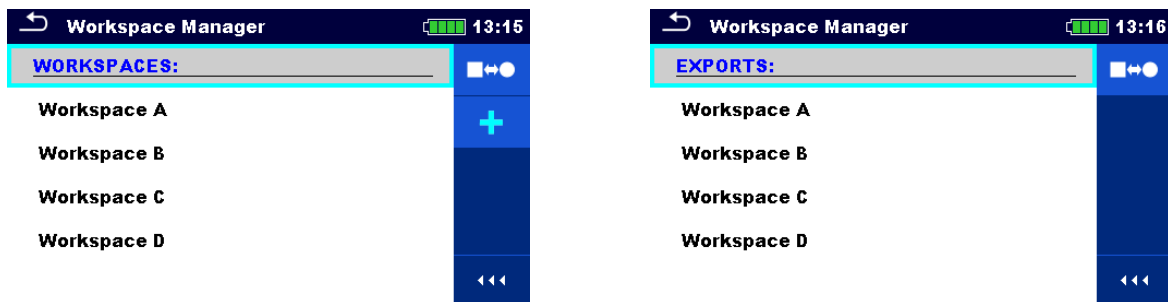 Workspace Manager 13:15
WORKSPACES:
Workspace A
Workspace B
Workspace C
Workspace D
Workspace Manager 13:16
EXPORTS:
Workspace A
Workspace B
Workspace C
Workspace D